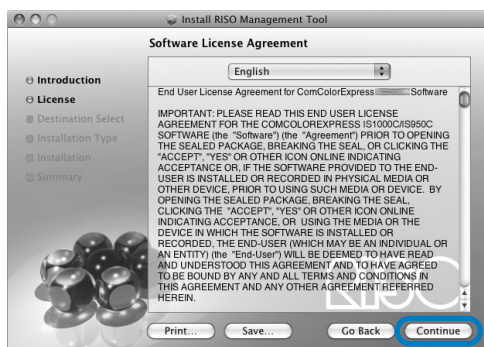 Install RISO Management Tool
Software License Agreement
English
Introduction
License
Destination Select
Installation Type
Installation
Summary
End User License Agreement for ComColorExpress Software
IMPORTANT: PLEASE READ THIS END USER LICENSE
AGREEMENT FOR THE COMCOLOREXPRESS IS1000C/IS950C
SOFTWARE (the "Software") (the "Agreement") PRIOR TO OPENING
THE SEALED PACKAGE, BREAKING THE SEAL, OR CLICKING THE
"ACCEPT", "YES" OR OTHER ICON ONLINE INDICATING
ACCEPTANCE OR, IF THE SOFTWARE PROVIDED TO THE END-
USER IS INSTALLED OR RECORDED IN PHYSICAL MEDIA OR
OTHER DEVICE, PRIOR TO USING SUCH MEDIA OR DEVICE. BY
OPENING THE SEALED PACKAGE, BREAKING THE SEAL,
CLICKING THE "ACCEPT", "YES" OR OTHER ICON ONLINE
INDICATING ACCEPTANCE, OR USING THE MEDIA OR THE
DEVICE IN WHICH THE SOFTWARE IS INSTALLED OR
RECORDED, THE END-USER (WHICH MAY BE AN INDIVIDUAL OR
AN ENTITY) (the "End-User") WILL BE DEEMED TO HAVE READ
AND UNDERSTOOD THIS AGREEMENT AND TO HAVE AGREED
TO BE BOUND BY ANY AND ALL TERMS AND CONDITIONS IN
THIS AGREEMENT AND ANY OTHER AGREEMENT REFERRED
HEREIN.
RISO
Print... Save... Go Back Continue